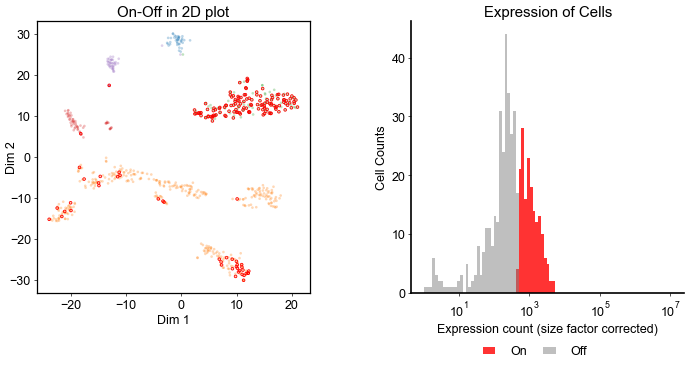 On-Off in 2D plot
30
20
10
0
−10
−20
−30
Dim 2
−20 −10 0 10 20
Dim 1
Expression of Cells
40
30
20
10
0
Cell Counts
10^1 10^3 10^5 10^7
Expression count (size factor corrected)
On Off